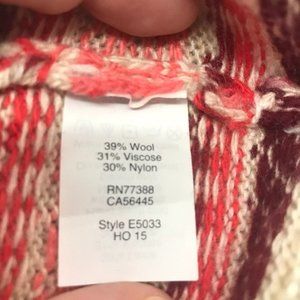 39% Wool
31% Viscose
30% Nylon
RN77388
CA56445
Style E5033
HO 15